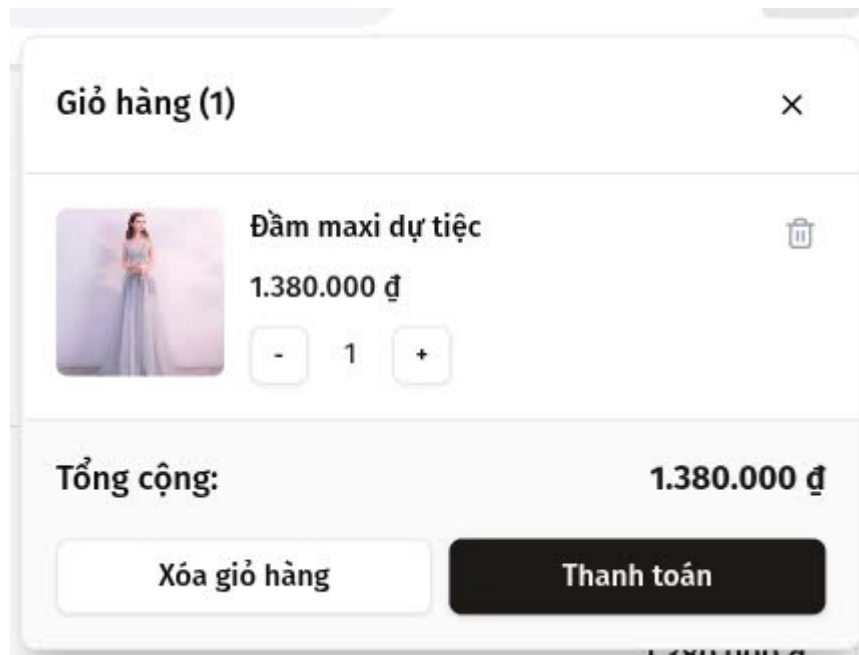 Giỏ hàng (1)
Đầm maxi dự tiệc
1.380.000 ₫
- 1 +
Tổng cộng:
1.380.000 ₫
Xóa giỏ hàng
Thanh toán